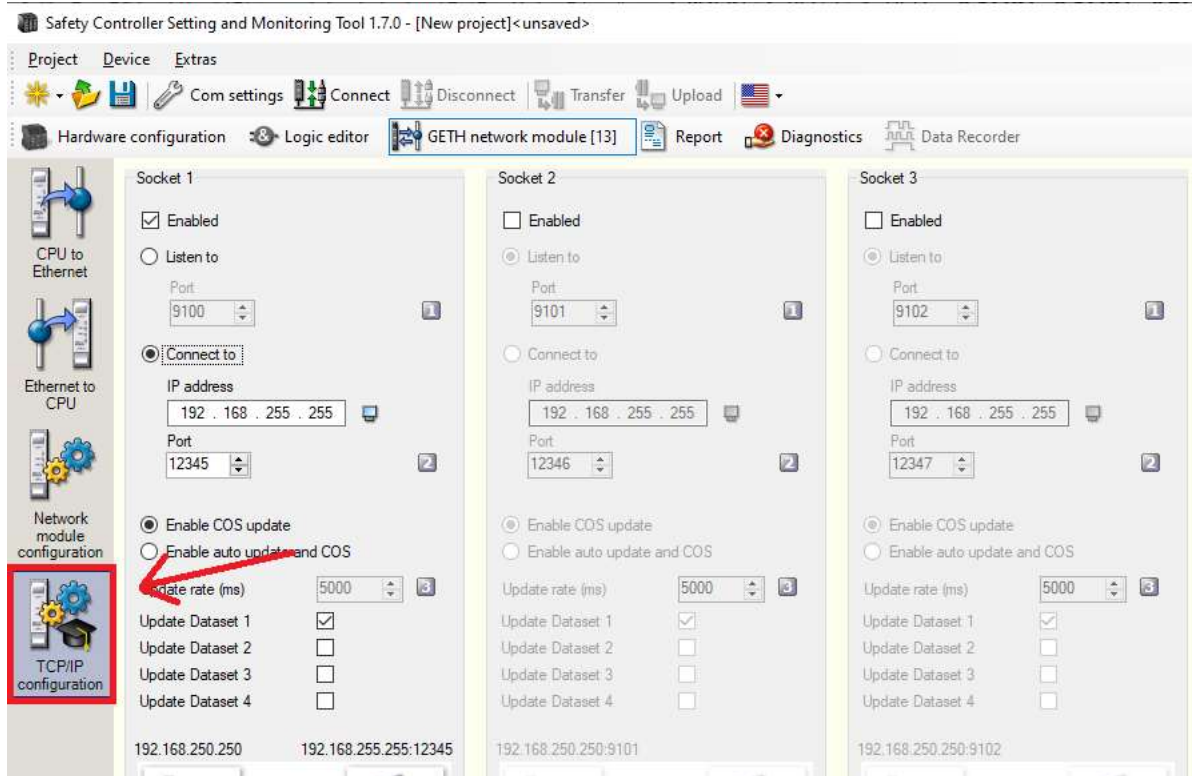 Safety Controller Setting and Monitoring Tool 1.7.0 - [New project]<unsaved>
Project Device Extras
Com settings Connect Disconnect Transfer Upload
Hardware configuration Logic editor GETH network module [13] Report Diagnostics Data Recorder
CPU to
Ethernet
Ethernet to
CPU
Network
module
configuration
TCP/IP
configuration
Socket 1
Enabled
Listen to
Port
9100 1
Connect to
IP address
192 . 168 . 255 . 255
Port
12345 2
Enable COS update
Enable auto update and COS
Update rate (ms) 5000 3
Update Dataset 1
Update Dataset 2
Update Dataset 3
Update Dataset 4
192.168.250.250 192.168.255.255:12345
Socket 2
Enabled
Listen to
Port
9101 1
Connect to
IP address
192 . 168 . 255 . 255
Port
12346 2
Enable COS update
Enable auto update and COS
Update rate (ms) 5000 3
Update Dataset 1
Update Dataset 2
Update Dataset 3
Update Dataset 4
192.168.250.250:9101
Socket 3
Enabled
Listen to
Port
9102 1
Connect to
IP address
192 . 168 . 255 . 255
Port
12347 2
Enable COS update
Enable auto update and COS
Update rate (ms) 5000 3
Update Dataset 1
Update Dataset 2
Update Dataset 3
Update Dataset 4
192.168.250.250:9102